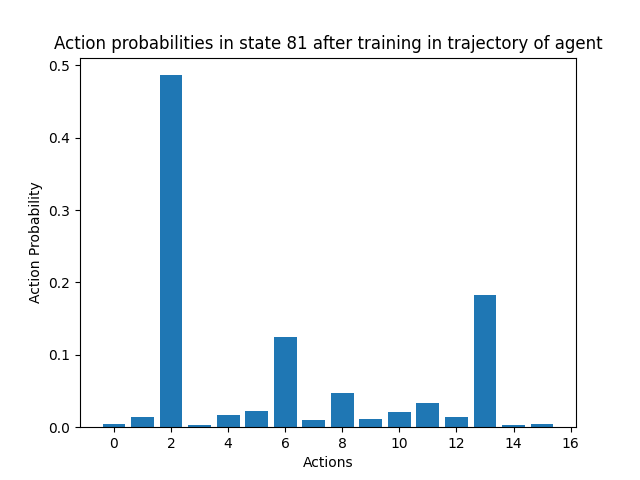 Action probabilities in state 81 after training in trajectory of agent
0.5
0.4
0.3
0.2
0.1
0.0
Action Probability
0 2 4 6 8 10 12 14 16
Actions